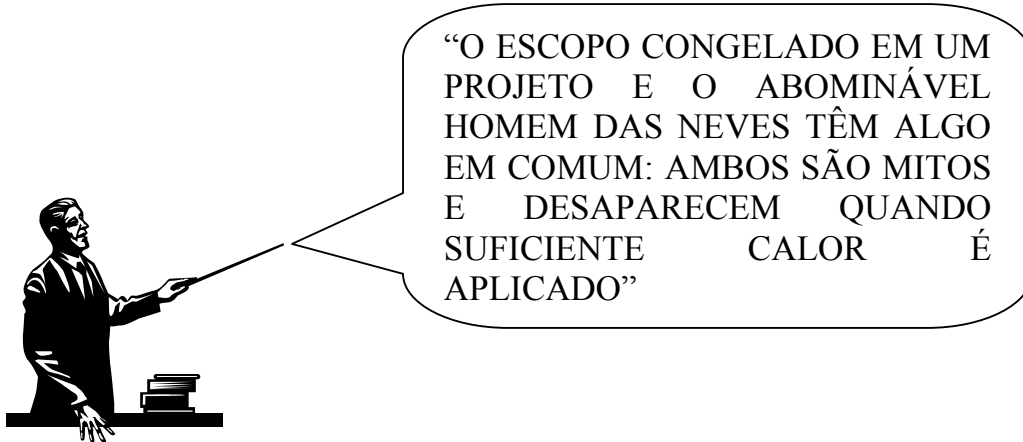 “O ESCOPO CONGELADO EM UM
PROJETO E O ABOMINÁVEL
HOMEM DAS NEVES TÊM ALGO
EM COMUM: AMBOS SÃO MITOS
E DESAPARECEM QUANDO
SUFICIENTE CALOR É
APLICADO”